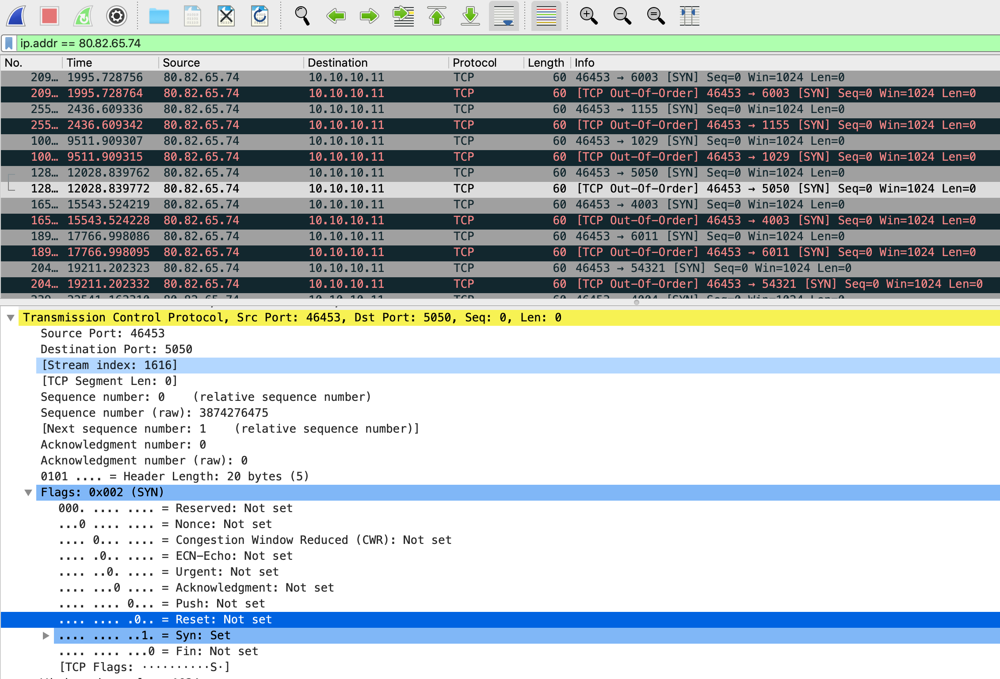 ip.addr == 80.82.65.74
No. Time Source Destination Protocol Length Info
209… 1995.728756 80.82.65.74 10.10.10.11 TCP 60 46453 → 6003 [SYN] Seq=0 Win=1024 Len=0
209… 1995.728764 80.82.65.74 10.10.10.11 TCP 60 [TCP Out-Of-Order] 46453 → 6003 [SYN] Seq=0 Win=1024 Len=0
255… 2436.609336 80.82.65.74 10.10.10.11 TCP 60 46453 → 1155 [SYN] Seq=0 Win=1024 Len=0
255… 2436.609342 80.82.65.74 10.10.10.11 TCP 60 [TCP Out-Of-Order] 46453 → 1155 [SYN] Seq=0 Win=1024 Len=0
100… 9511.909307 80.82.65.74 10.10.10.11 TCP 60 46453 → 1029 [SYN] Seq=0 Win=1024 Len=0
100… 9511.909315 80.82.65.74 10.10.10.11 TCP 60 [TCP Out-Of-Order] 46453 → 1029 [SYN] Seq=0 Win=1024 Len=0
128… 12028.839762 80.82.65.74 10.10.10.11 TCP 60 46453 → 5050 [SYN] Seq=0 Win=1024 Len=0
128… 12028.839772 80.82.65.74 10.10.10.11 TCP 60 [TCP Out-Of-Order] 46453 → 5050 [SYN] Seq=0 Win=1024 Len=0
165… 15543.524219 80.82.65.74 10.10.10.11 TCP 60 46453 → 4003 [SYN] Seq=0 Win=1024 Len=0
165… 15543.524228 80.82.65.74 10.10.10.11 TCP 60 [TCP Out-Of-Order] 46453 → 4003 [SYN] Seq=0 Win=1024 Len=0
189… 17766.998086 80.82.65.74 10.10.10.11 TCP 60 46453 → 6011 [SYN] Seq=0 Win=1024 Len=0
189… 17766.998095 80.82.65.74 10.10.10.11 TCP 60 [TCP Out-Of-Order] 46453 → 6011 [SYN] Seq=0 Win=1024 Len=0
204… 19211.202323 80.82.65.74 10.10.10.11 TCP 60 46453 → 54321 [SYN] Seq=0 Win=1024 Len=0
204… 19211.202332 80.82.65.74 10.10.10.11 TCP 60 [TCP Out-Of-Order] 46453 → 54321 [SYN] Seq=0 Win=1024 Len=0
Transmission Control Protocol, Src Port: 46453, Dst Port: 5050, Seq: 0, Len: 0
Source Port: 46453
Destination Port: 5050
[Stream index: 1616]
[TCP Segment Len: 0]
Sequence number: 0    (relative sequence number)
Sequence number (raw): 3874276475
[Next sequence number: 1    (relative sequence number)]
Acknowledgment number: 0
Acknowledgment number (raw): 0
0101 .... = Header Length: 20 bytes (5)
Flags: 0x002 (SYN)
000. .... .... = Reserved: Not set
...0 .... .... = Nonce: Not set
.... 0... .... = Congestion Window Reduced (CWR): Not set
.... .0.. .... = ECN-Echo: Not set
.... ..0. .... = Urgent: Not set
.... ...0 .... = Acknowledgment: Not set
.... .... 0... = Push: Not set
.... .... .0.. = Reset: Not set
.... .... ..1. = Syn: Set
.... .... ...0 = Fin: Not set
[TCP Flags: ··········S·]